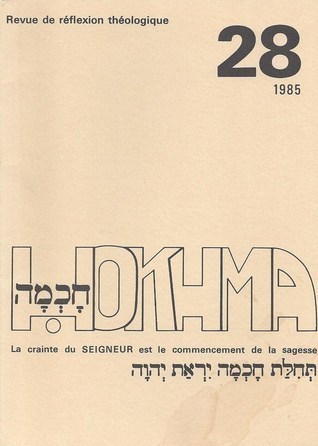 Revue de réflexion théologique
28
1985
חָכְמָה
HOKHMA
La crainte du SEIGNEUR est le commencement de la sagesse
תְּחִלַּת חָכְמָה יִרְאַת יְהוָה